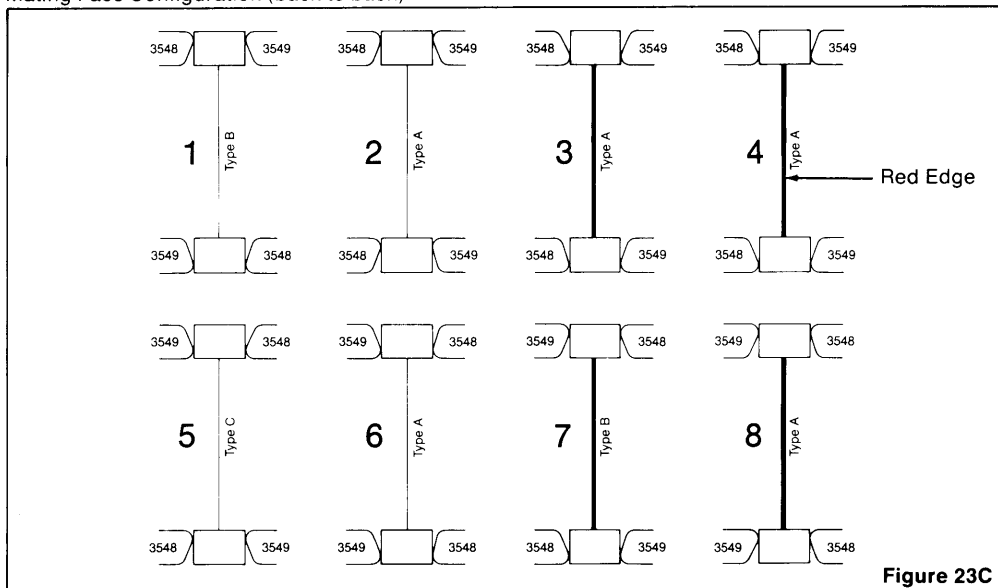 Mating Face Configuration (back to back)
3548 3549 3548 3549 3548 3549 3548 3549
1 Type B 2 Type A 3 Type A 4 Type A
Red Edge
3549 3548 3548 3549 3548 3549 3549 3549
3549 3548 3549 3548 3549 3548 3549 3548
5 Type C 6 Type A 7 Type B 8 Type A
3548 3549 3549 3548 3548 3549 3549 3548
Figure 23C